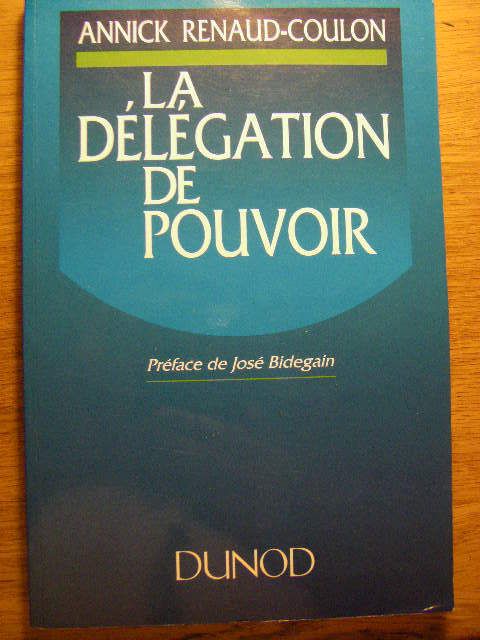 ANNICK RENAUD-COULON
LA
DÉLÉGATION
DE
POUVOIR
Préface de José Bidegain
DUNOD